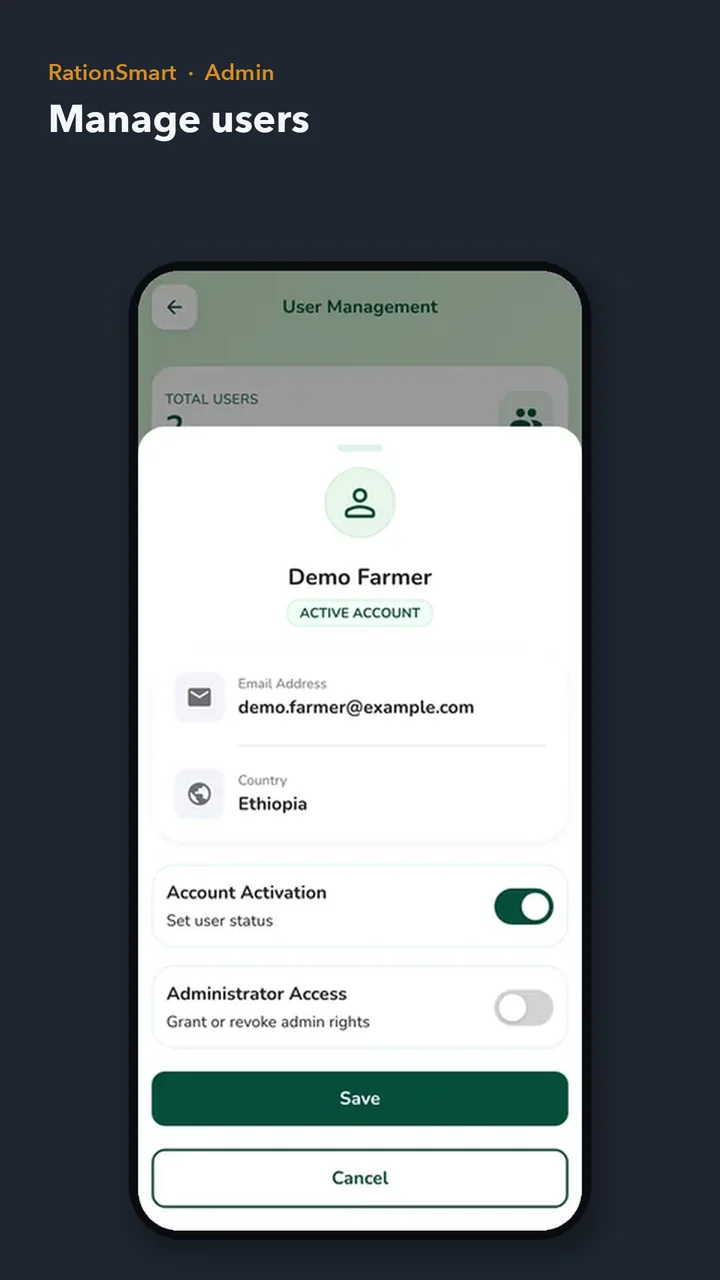 RationSmart · Admin
Manage users
User Management
TOTAL USERS
Demo Farmer
ACTIVE ACCOUNT
Email Address
demo.farmer@example.com
Country
Ethiopia
Account Activation
Set user status
Administrator Access
Grant or revoke admin rights
Save
Cancel